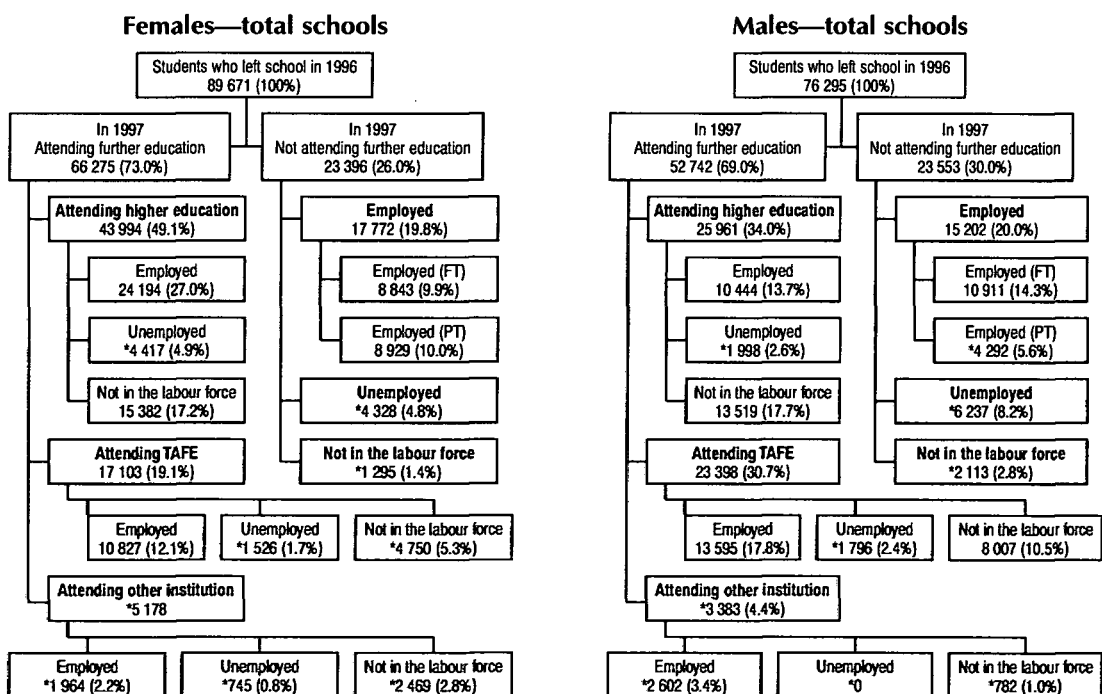 Females—total schools
Students who left school in 1996
89 671 (100%)
In 1997
Attending further education
66 275 (73.0%)
In 1997
Not attending further education
23 396 (26.0%)
Attending higher education
43 994 (49.1%)
Employed
24 194 (27.0%)
Unemployed
*4 417 (4.9%)
Not in the labour force
15 382 (17.2%)
Employed
17 772 (19.8%)
Employed (FT)
8 843 (9.9%)
Employed (PT)
8 929 (10.0%)
Unemployed
*4 328 (4.8%)
Not in the labour force
*1 295 (1.4%)
Attending TAFE
17 103 (19.1%)
Employed
10 827 (12.1%)
Unemployed
*1 526 (1.7%)
Not in the labour force
*4 750 (5.3%)
Attending other institution
*5 178
Employed
*1 964 (2.2%)
Unemployed
*745 (0.8%)
Not in the labour force
*2 469 (2.8%)
Males—total schools
Students who left school in 1996
76 295 (100%)
In 1997
Attending further education
52 742 (69.0%)
In 1997
Not attending further education
23 553 (30.0%)
Attending higher education
25 961 (34.0%)
Employed
10 444 (13.7%)
Unemployed
*1 998 (2.6%)
Not in the labour force
13 519 (17.7%)
Employed
15 202 (20.0%)
Employed (FT)
10 911 (14.3%)
Employed (PT)
*4 292 (5.6%)
Unemployed
*6 237 (8.2%)
Not in the labour force
*2 113 (2.8%)
Attending TAFE
23 398 (30.7%)
Employed
13 595 (17.8%)
Unemployed
*1 796 (2.4%)
Not in the labour force
8 007 (10.5%)
Attending other institution
*3 383 (4.4%)
Employed
*2 602 (3.4%)
Unemployed
*0
Not in the labour force
*782 (1.0%)